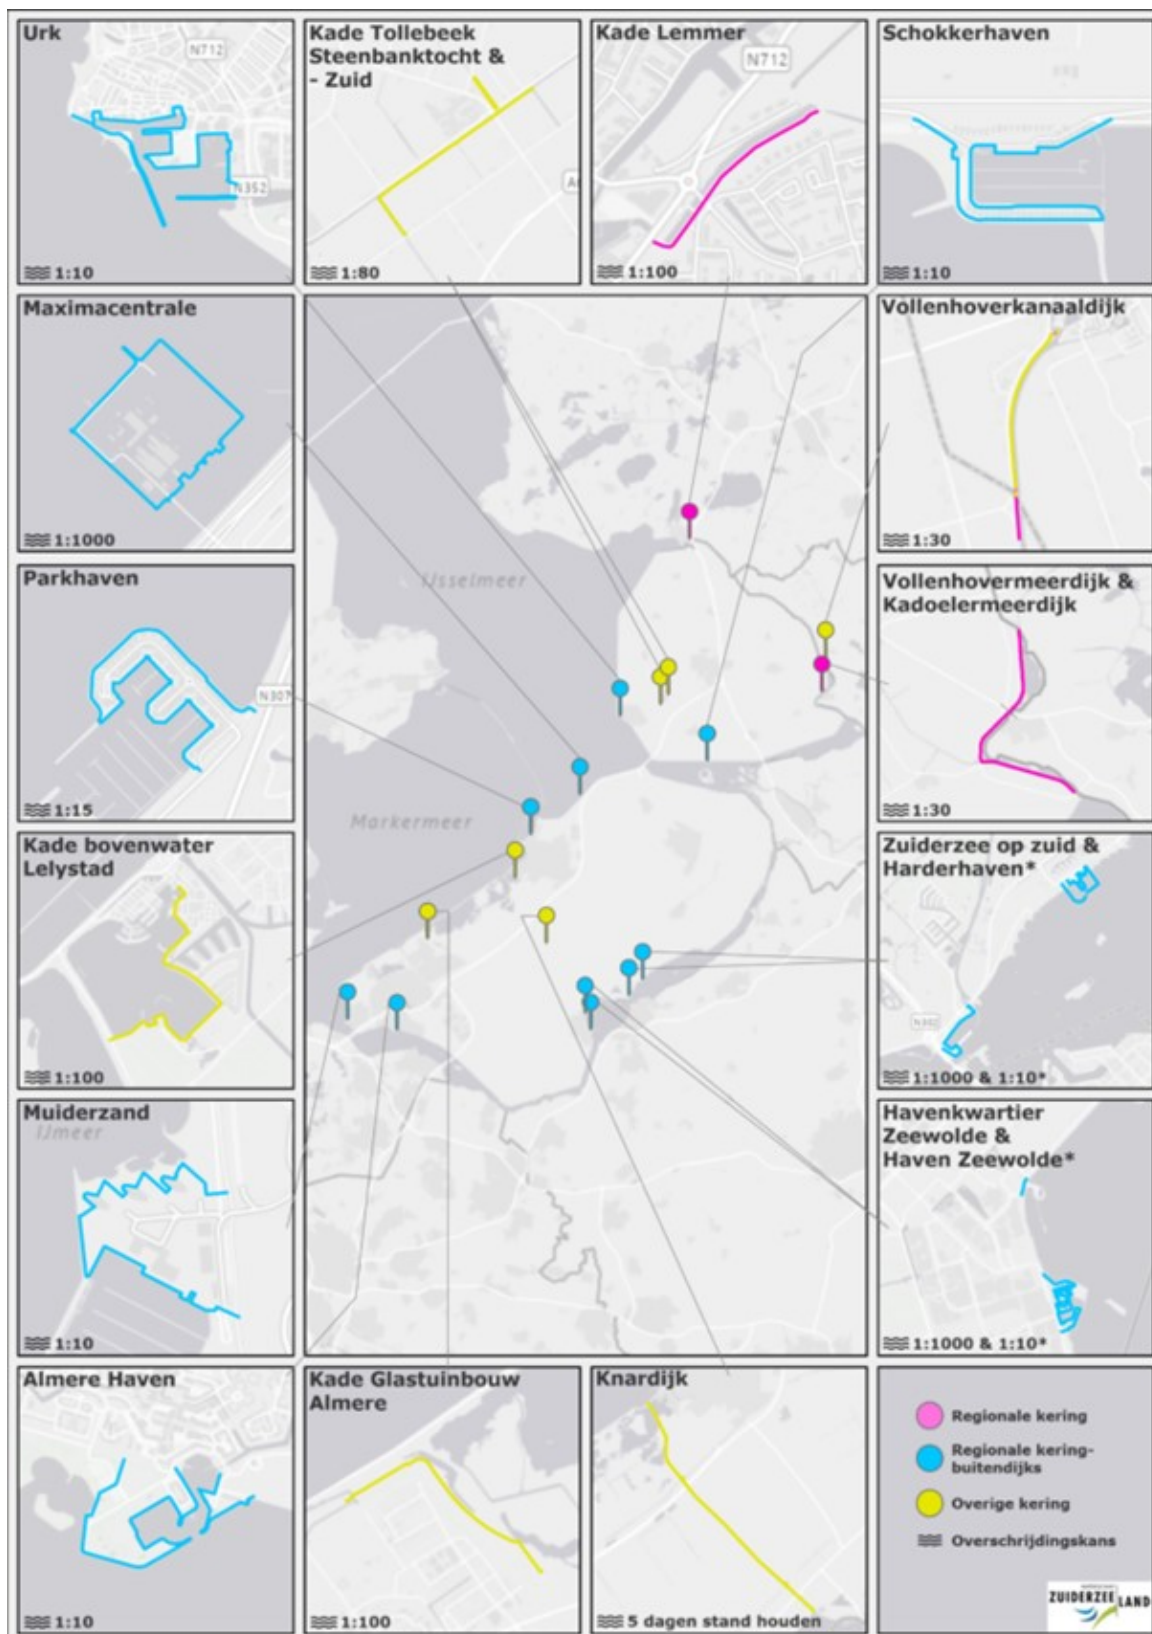 Urk
N712
N352
1:10
Kade Tollebeek
Steenbanktocht &
- Zuid
1:80
Kade Lemmer
N712
1:100
Schokkerhaven
1:10
Maximacentrale
1:1000
Vollenhoverkanaaldijk
1:30
Parkhaven
N307
1:15
Vollenhovermeerdijk &
Kadoelermeerdijk
1:30
IJsselmeer
Markermeer
Kade bovenwater
Lelystad
1:100
Zuiderzee op zuid &
Harderhaven*
N302
1:1000 & 1:10*
Muiderzand
IJmeer
1:10
Havenkwartier
Zeewolde &
Haven Zeewolde*
1:1000 & 1:10*
Almere Haven
1:10
Kade Glastuinbouw
Almere
1:100
Knardijk
5 dagen stand houden
Regionale kering
Regionale kering-
buitendijks
Overige kering
Overschrijdingskans
ZUIDERZEELAND